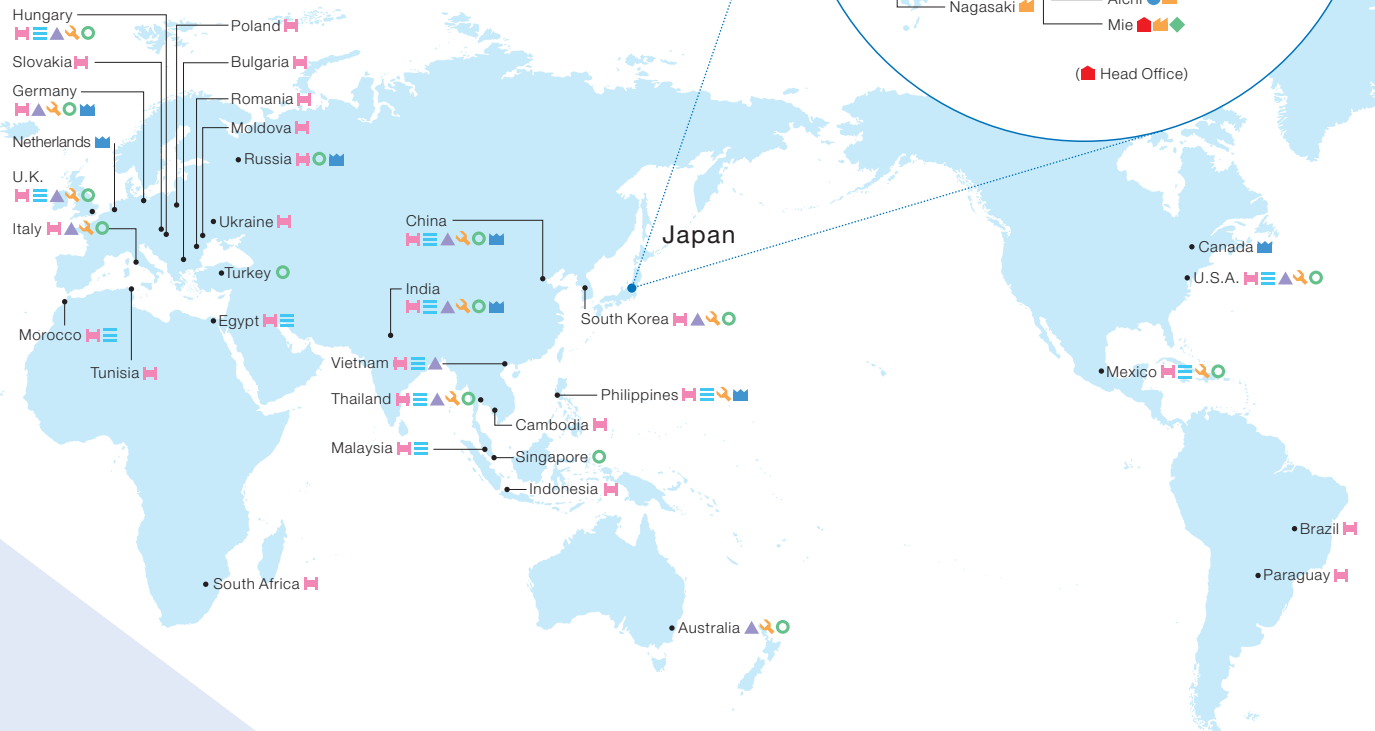 Hungary
Poland
Slovakia
Bulgaria
Germany
Romania
Moldova
Netherlands
Russia
U.K.
Ukraine
Italy
Turkey
Morocco
Egypt
Tunisia
South Africa
China
India
Vietnam
Thailand
Malaysia
Japan
South Korea
Philippines
Cambodia
Singapore
Indonesia
Australia
Nagasaki
Aichi
Mie
(Head Office)
Canada
U.S.A.
Mexico
Brazil
Paraguay